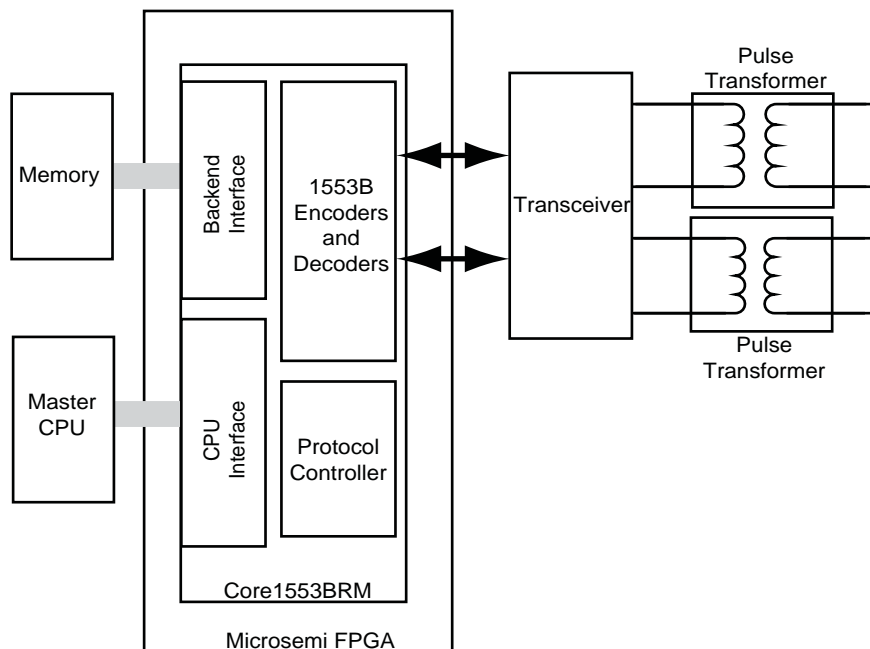 Memory
Master
CPU
Backend
Interface
CPU
Interface
1553B
Encoders
and
Decoders
Protocol
Controller
Core1553BRM
Microsemi FPGA
Transceiver
Pulse
Transformer
Pulse
Transformer